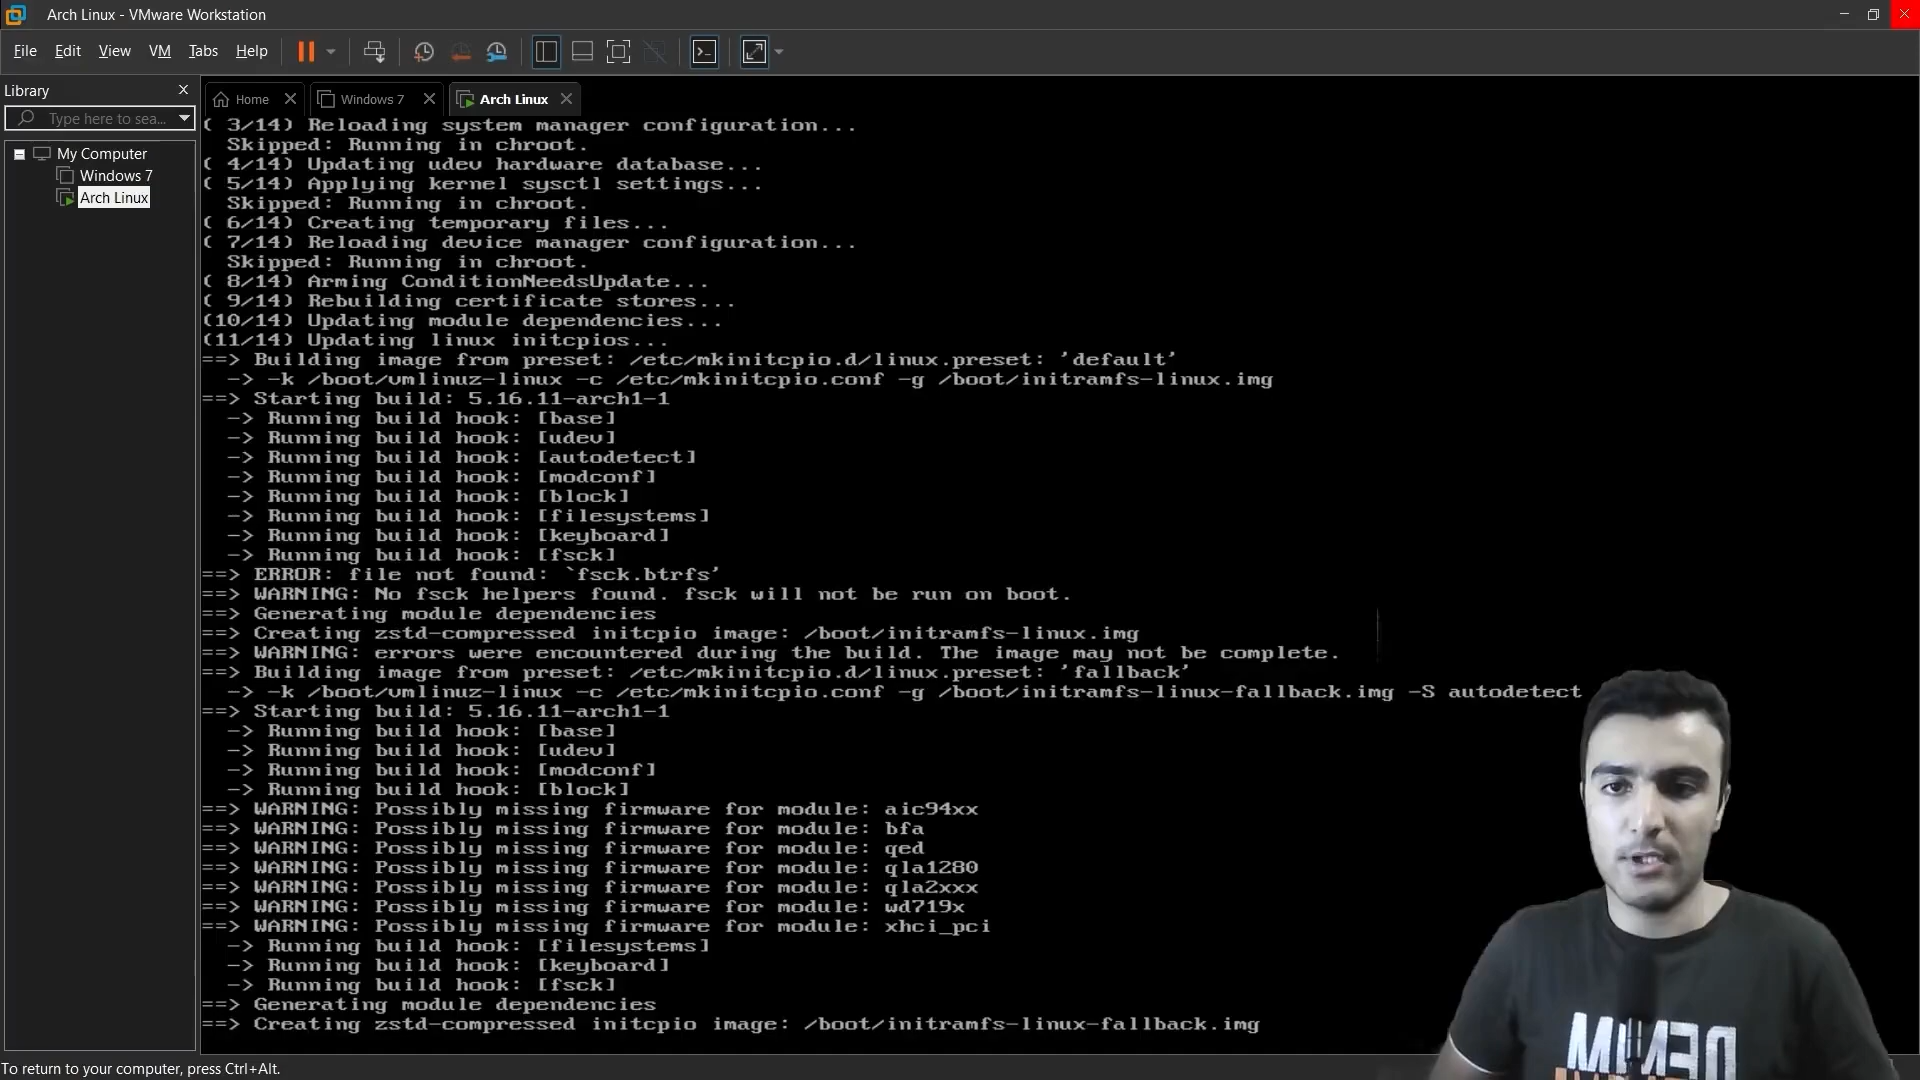 Arch Linux - VMware Workstation
File Edit View VM Tabs Help
Library
Type here to sea...
My Computer
Windows 7
Arch Linux
Home Windows 7 Arch Linux
( 3/14) Reloading system manager configuration...
Skipped: Running in chroot.
( 4/14) Updating udev hardware database...
( 5/14) Applying kernel sysctl settings...
Skipped: Running in chroot.
( 6/14) Creating temporary files...
( 7/14) Reloading device manager configuration...
Skipped: Running in chroot.
( 8/14) Arming ConditionNeedsUpdate...
( 9/14) Rebuilding certificate stores...
(10/14) Updating module dependencies...
(11/14) Updating linux initcpios...
==> Building image from preset: /etc/mkinitcpio.d/linux.preset: 'default'
-> -k /boot/vmlinuz-linux -c /etc/mkinitcpio.conf -g /boot/initramfs-linux.img
==> Starting build: 5.16.11-arch1-1
-> Running build hook: [base]
-> Running build hook: [udev]
-> Running build hook: [autodetect]
-> Running build hook: [modconf]
-> Running build hook: [block]
-> Running build hook: [filesystems]
-> Running build hook: [keyboard]
-> Running build hook: [fsck]
==> ERROR: file not found: `fsck.btrfs'
==> WARNING: No fsck helpers found. fsck will not be run on boot.
==> Generating module dependencies
==> Creating zstd-compressed initcpio image: /boot/initramfs-linux.img
==> WARNING: errors were encountered during the build. The image may not be complete.
==> Building image from preset: /etc/mkinitcpio.d/linux.preset: 'fallback'
-> -k /boot/vmlinuz-linux -c /etc/mkinitcpio.conf -g /boot/initramfs-linux-fallback.img -S autodetect
==> Starting build: 5.16.11-arch1-1
-> Running build hook: [base]
-> Running build hook: [udev]
-> Running build hook: [modconf]
-> Running build hook: [block]
==> WARNING: Possibly missing firmware for module: aic94xx
==> WARNING: Possibly missing firmware for module: bfa
==> WARNING: Possibly missing firmware for module: qed
==> WARNING: Possibly missing firmware for module: qla1280
==> WARNING: Possibly missing firmware for module: qla2xxx
==> WARNING: Possibly missing firmware for module: wd719x
==> WARNING: Possibly missing firmware for module: xhci_pci
-> Running build hook: [filesystems]
-> Running build hook: [keyboard]
-> Running build hook: [fsck]
==> Generating module dependencies
==> Creating zstd-compressed initcpio image: /boot/initramfs-linux-fallback.img
To return to your computer, press Ctrl+Alt.
DENIM